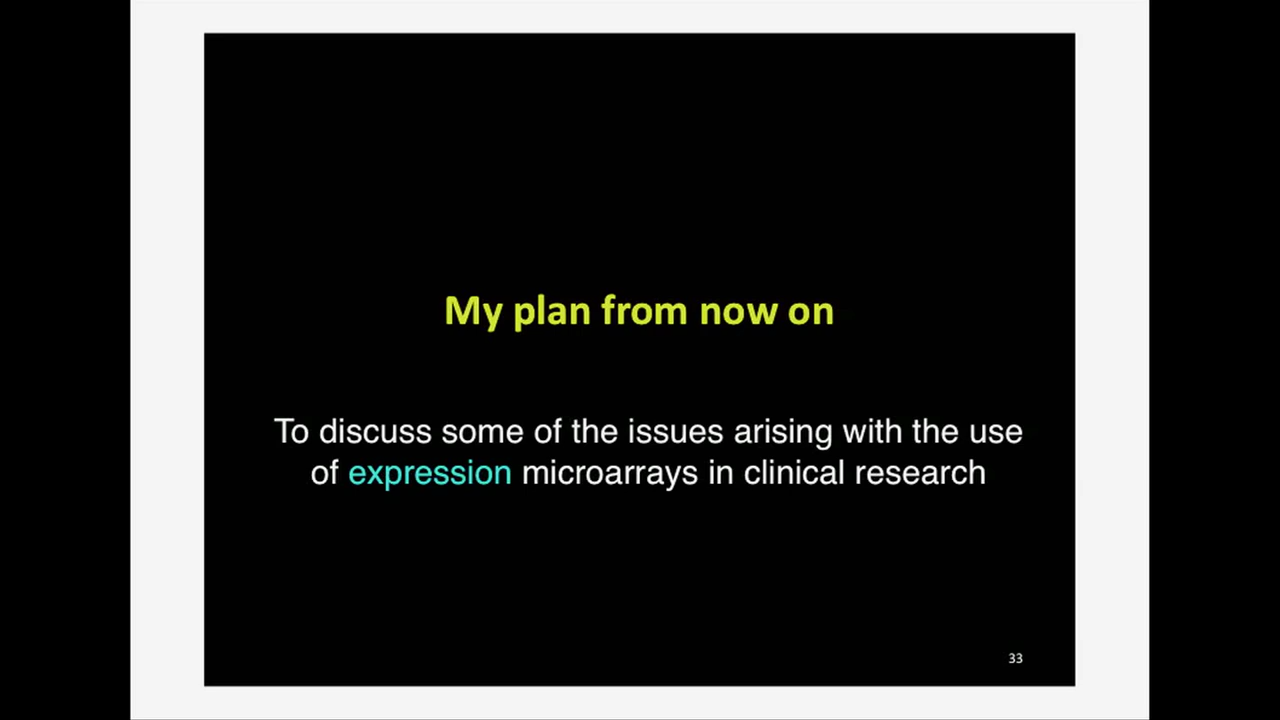 My plan from now on
To discuss some of the issues arising with the use
of expression microarrays in clinical research
33